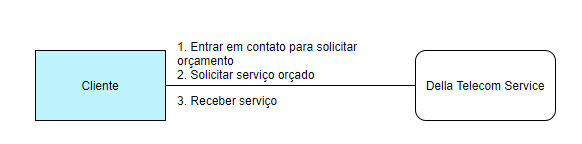 1. Entrar em contato para solicitar
orçamento
2. Solicitar serviço orçado
Cliente
Della Telecom Service
3. Receber serviço